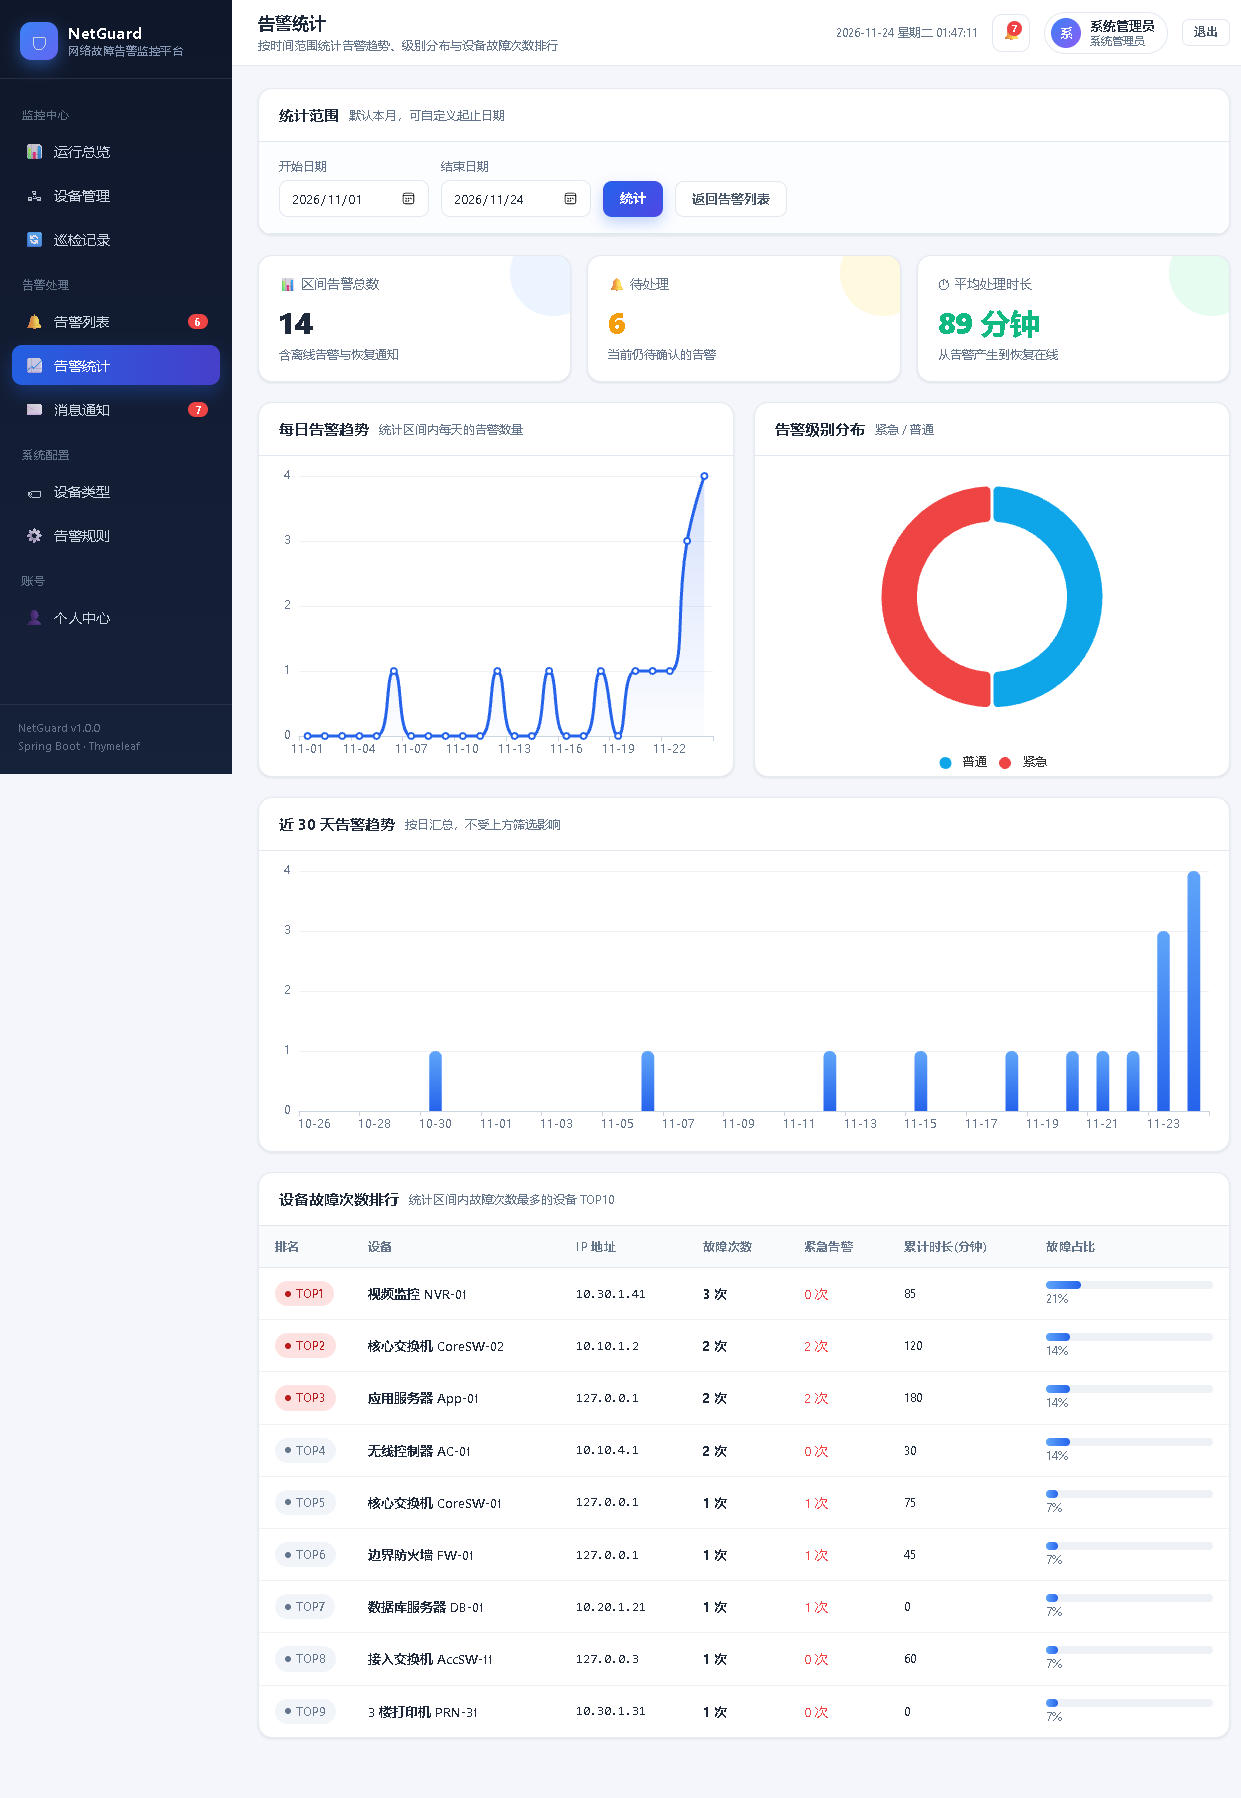 NetGuard
网络故障告警监控平台
监控中心
运行总览
设备管理
巡检记录
告警处理
告警列表 6
告警统计
消息通知 7
系统配置
设备类型
告警规则
账号
个人中心
NetGuard v1.0.0
Spring Boot · Thymeleaf
告警统计
按时间范围统计告警趋势、级别分布与设备故障次数排行
2026-11-24 星期二 01:47:11
7
系
系统管理员
系统管理员
退出
统计范围 默认本月，可自定义起止日期
开始日期 结束日期
2026/11/01 2026/11/24 统计 返回告警列表
区间告警总数
14
含离线告警与恢复通知
待处理
6
当前仍待确认的告警
平均处理时长
89 分钟
从告警产生到恢复在线
每日告警趋势 统计区间内每天的告警数量
4
3
2
1
0
11-01 11-04 11-07 11-10 11-13 11-16 11-19 11-22
告警级别分布 紧急 / 普通
普通 紧急
近 30 天告警趋势 按日汇总，不受上方筛选影响
4
3
2
1
0
10-26 10-28 10-30 11-01 11-03 11-05 11-07 11-09 11-11 11-13 11-15 11-17 11-19 11-21 11-23
设备故障次数排行 统计区间内故障次数最多的设备 TOP10
排名 设备 IP 地址 故障次数 紧急告警 累计时长(分钟) 故障占比
TOP1 视频监控 NVR-01 10.30.1.41 3 次 0 次 85 21%
TOP2 核心交换机 CoreSW-02 10.10.1.2 2 次 2 次 120 14%
TOP3 应用服务器 App-01 127.0.0.1 2 次 2 次 180 14%
TOP4 无线控制器 AC-01 10.10.4.1 2 次 0 次 30 14%
TOP5 核心交换机 CoreSW-01 127.0.0.1 1 次 1 次 75 7%
TOP6 边界防火墙 FW-01 127.0.0.1 1 次 1 次 45 7%
TOP7 数据库服务器 DB-01 10.20.1.21 1 次 1 次 0 7%
TOP8 接入交换机 AccSW-11 127.0.0.3 1 次 0 次 60 7%
TOP9 3 楼打印机 PRN-31 10.30.1.31 1 次 0 次 0 7%